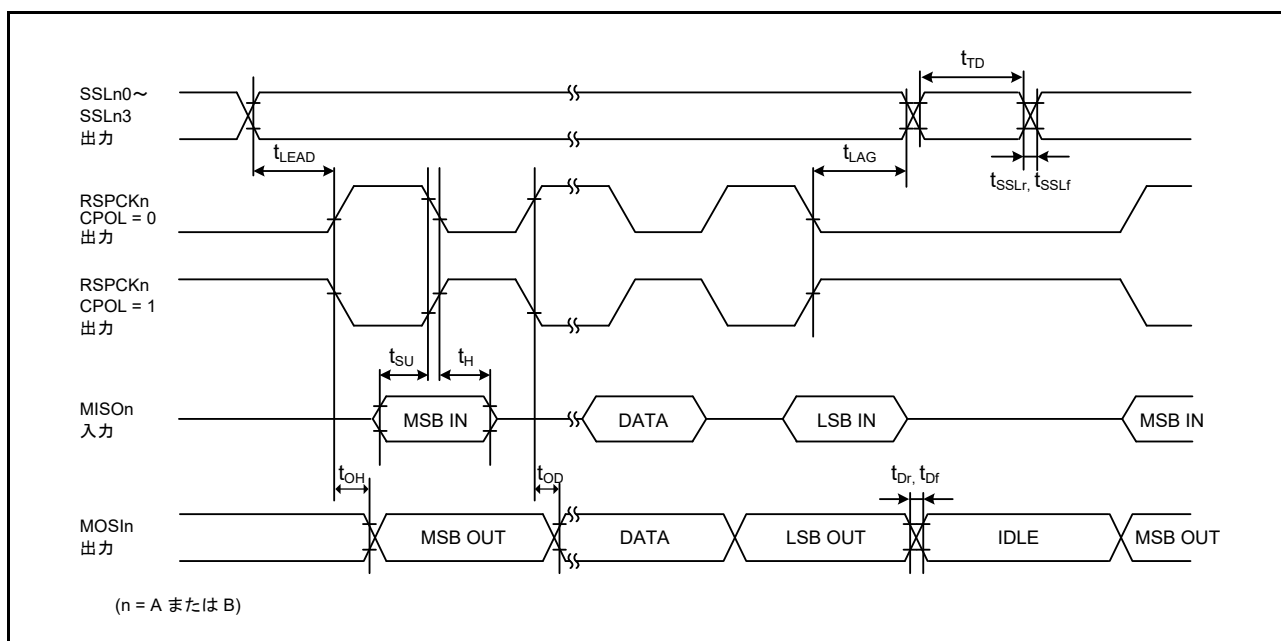 SSLn0～
SSLn3
出力
tTD
tLEAD
tLAG
tSSLr, tSSLf
RSPCKn
CPOL = 0
出力
RSPCKn
CPOL = 1
出力
tSU
tH
MISOn
入力
MSB IN
DATA
LSB IN
MSB IN
tOH
tOD
tDr, tDf
MOSIn
出力
MSB OUT
DATA
LSB OUT
IDLE
MSB OUT
(n = A または B)